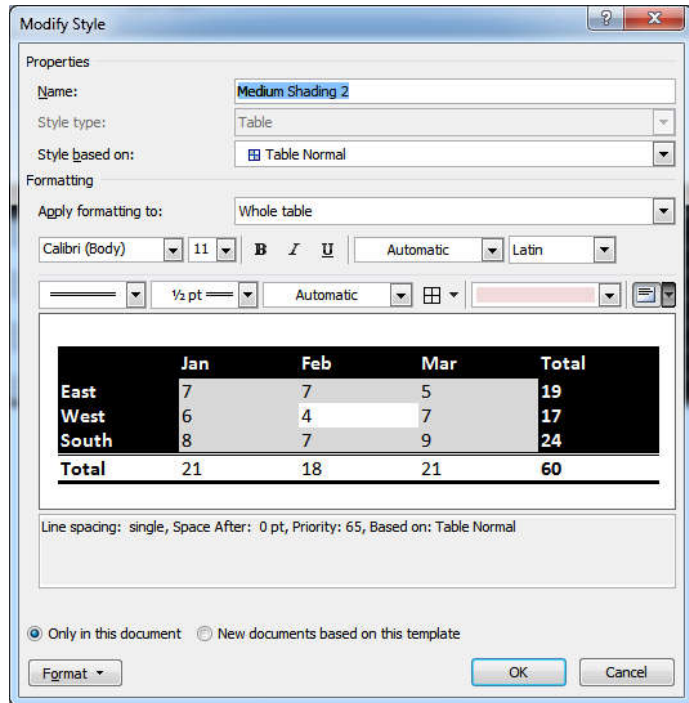 Modify Style
Properties
Name: Medium Shading 2
Style type: Table
Style based on: Table Normal
Formatting
Apply formatting to: Whole table
Calibri (Body) 11 B I U Automatic Latin
½ pt Automatic
Jan Feb Mar Total
East 7 7 5 19
West 6 4 7 17
South 8 7 9 24
Total 21 18 21 60
Line spacing: single, Space After: 0 pt, Priority: 65, Based on: Table Normal
Only in this document New documents based on this template
Format OK Cancel